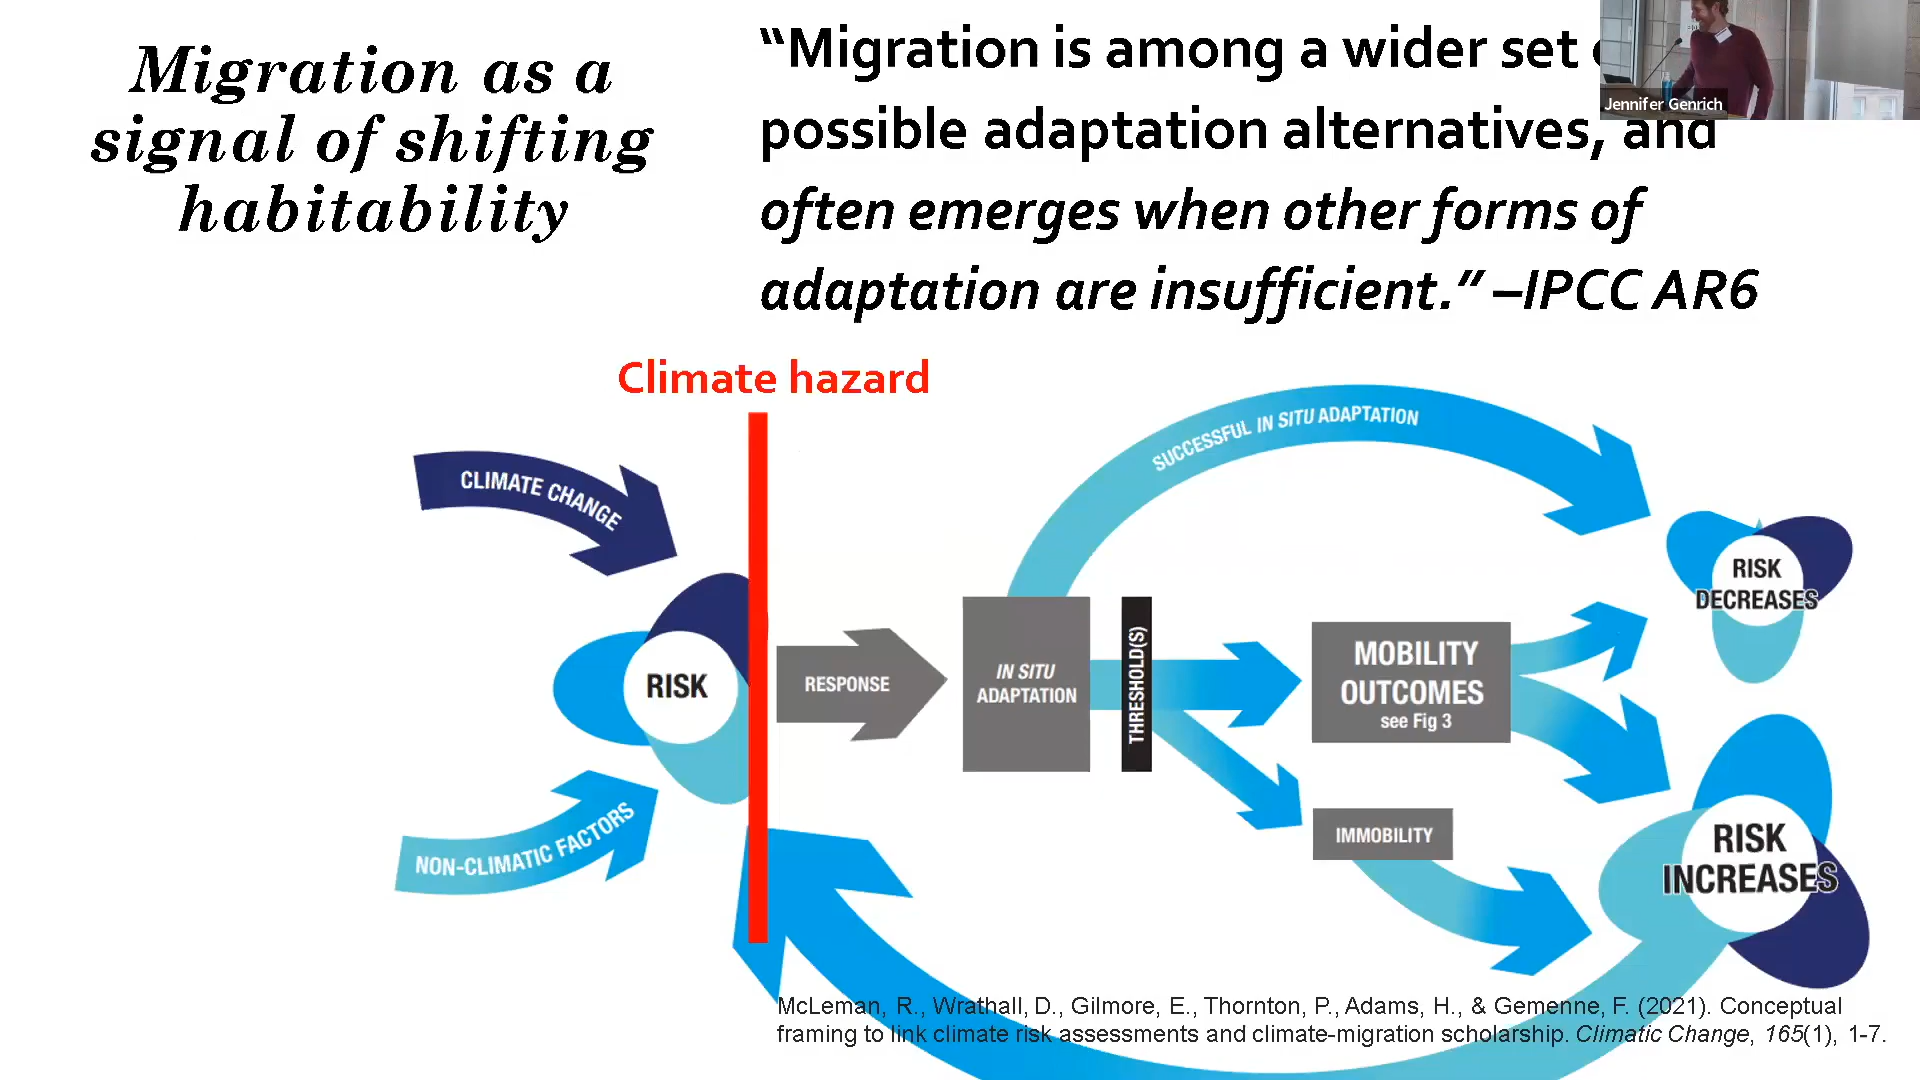 Migration as a
signal of shifting
habitability
“Migration is among a wider set
possible adaptation alternatives, and
often emerges when other forms of
adaptation are insufficient.” –IPCC AR6
Jennifer Genrich
Climate hazard
CLIMATE CHANGE
NON-CLIMATIC FACTORS
RISK
RESPONSE
IN SITU
ADAPTATION
SUCCESSFUL IN SITU ADAPTATION
THRESHOLD(S)
MOBILITY
OUTCOMES
see Fig 3
IMMOBILITY
RISK
DECREASES
RISK
INCREASES
McLeman, R., Wrathall, D., Gilmore, E., Thornton, P., Adams, H., & Gemenne, F. (2021). Conceptual
framing to link climate risk assessments and climate-migration scholarship. Climatic Change, 165(1), 1-7.